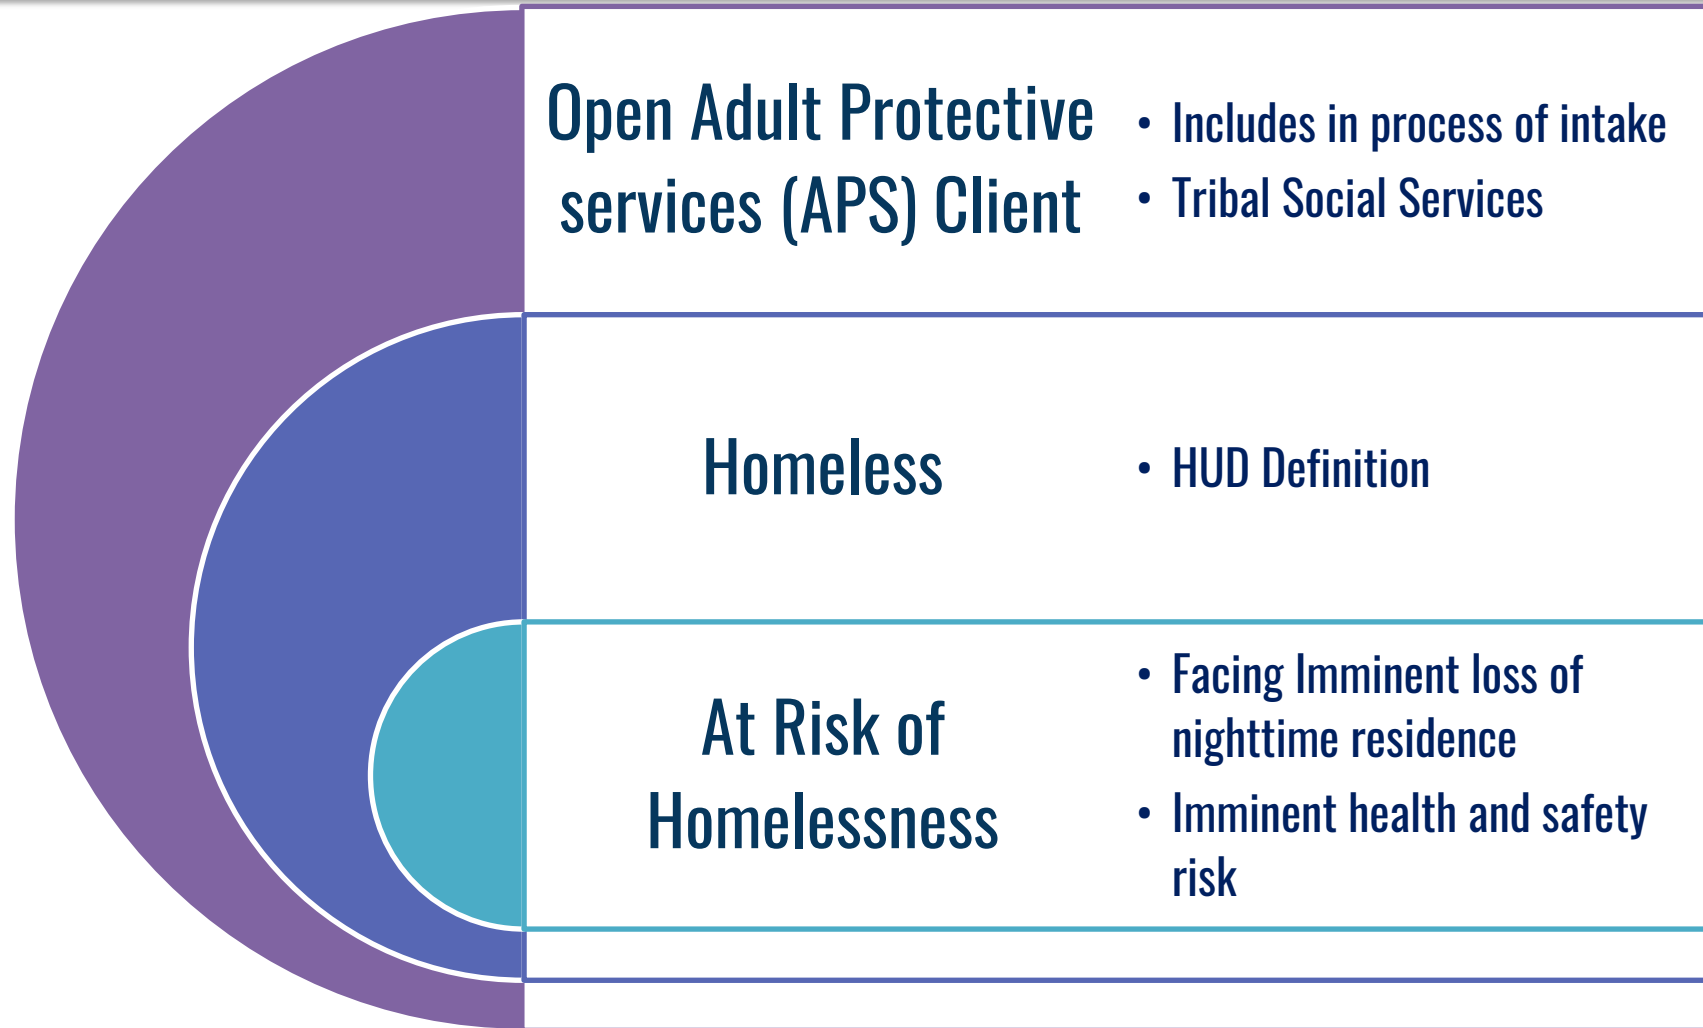 Open Adult Protective
services (APS) Client
• Includes in process of intake
• Tribal Social Services
Homeless
• HUD Definition
At Risk of
Homelessness
• Facing Imminent loss of
nighttime residence
• Imminent health and safety
risk